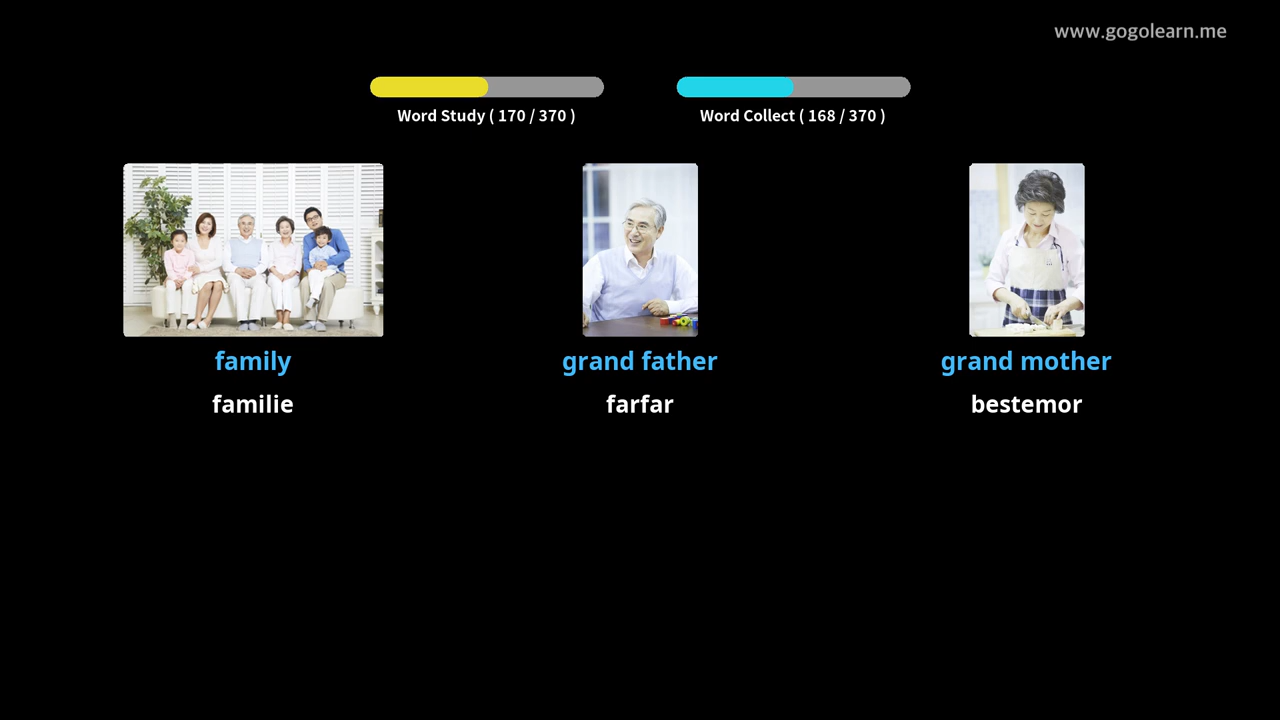 www.gogolearn.me
Word Study ( 170 / 370 )
Word Collect ( 168 / 370 )
family
grand father
grand mother
familie
farfar
bestemor